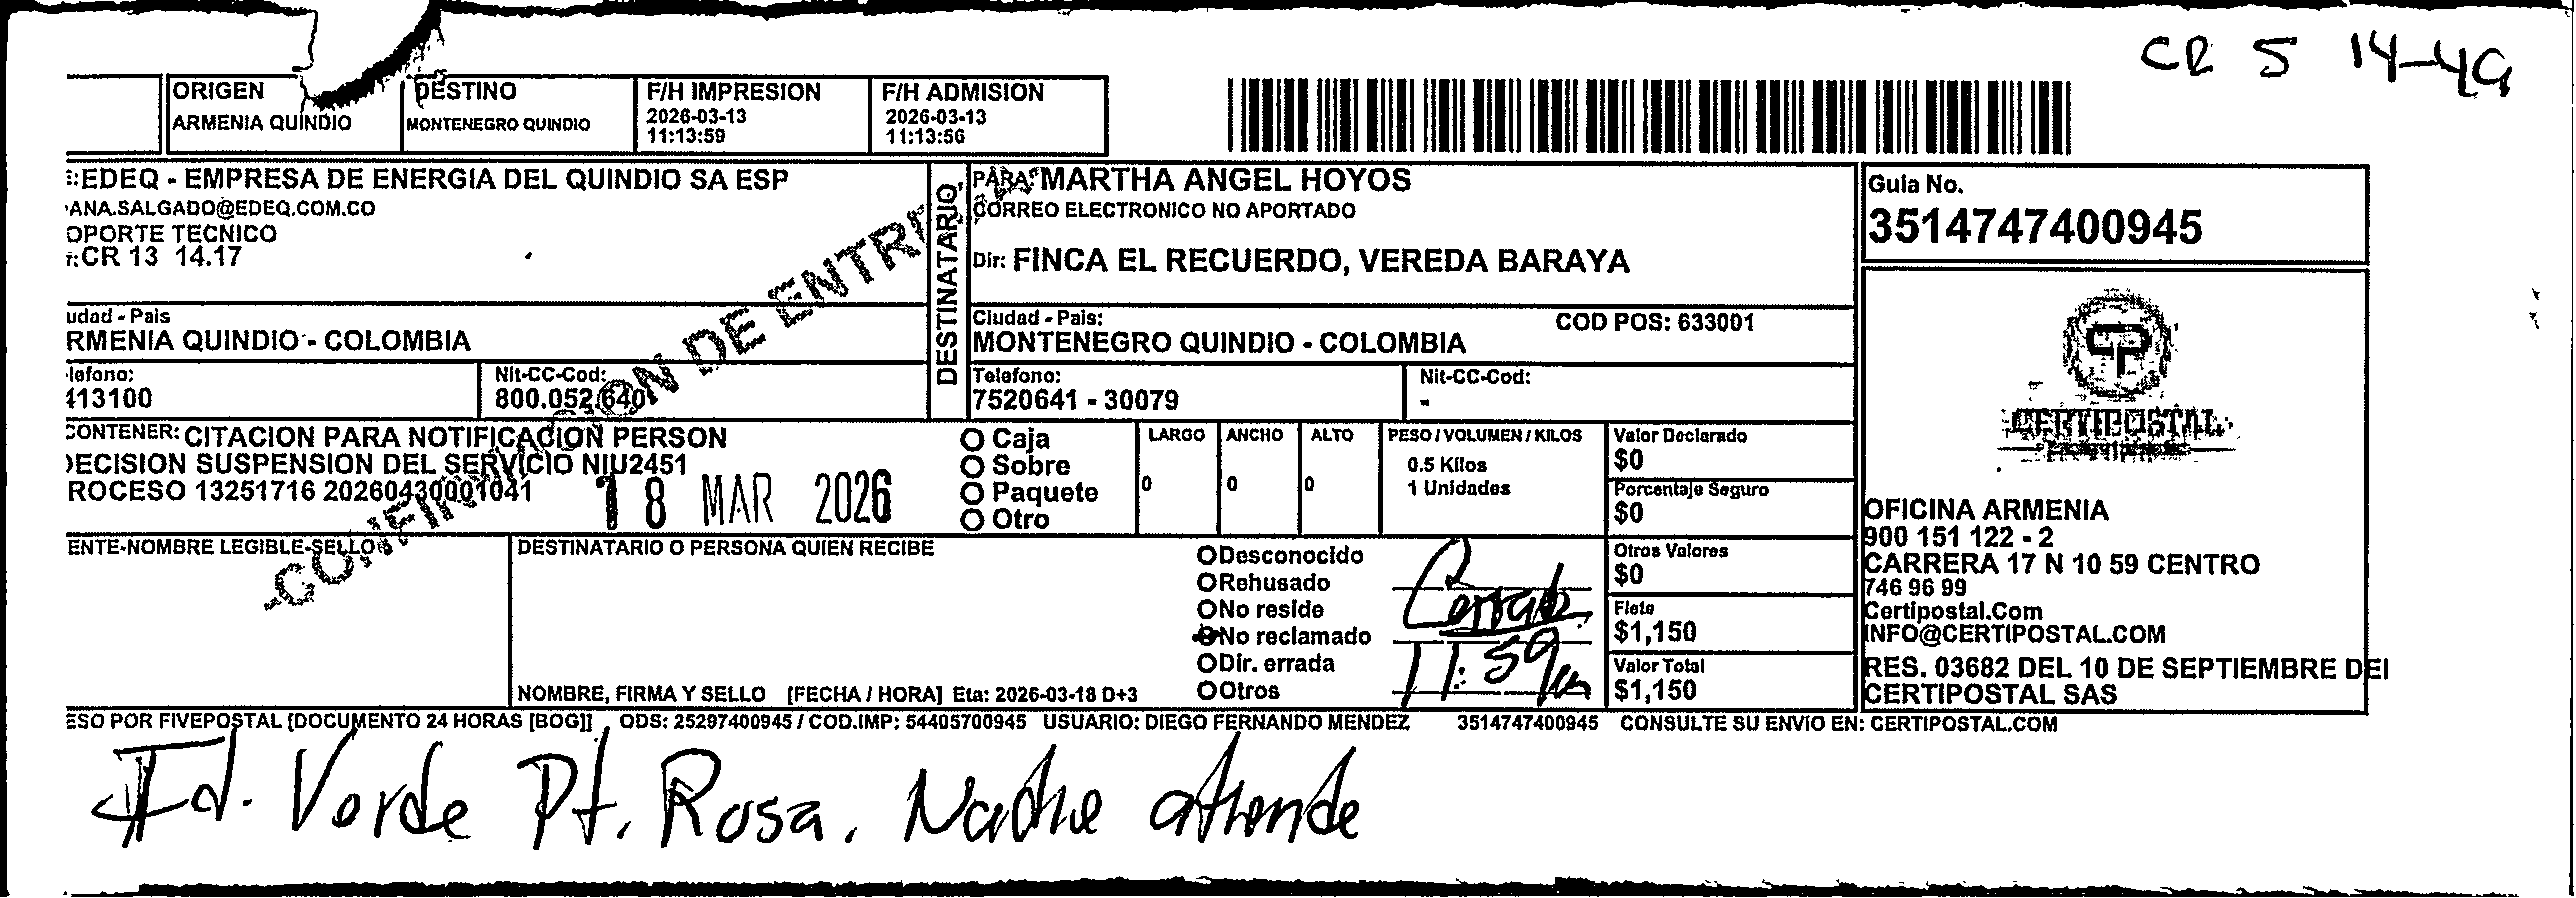 CR 5 14-49
ORIGEN
ARMENIA QUINDIO
DESTINO
MONTENEGRO QUINDIO
F/H IMPRESION
2026-03-13
11:13:59
F/H ADMISION
2026-03-13
11:13:56
:EDEQ - EMPRESA DE ENERGIA DEL QUINDIO SA ESP
ANA.SALGADO@EDEQ.COM.CO
OPORTE TECNICO
:CR 13 14.17
udad - Pais
RMENIA QUINDIO - COLOMBIA
lefono:
413100
Nit-CC-Cod:
800.052.640
DESTINATARIO
PARA: MARTHA ANGEL HOYOS
CORREO ELECTRONICO NO APORTADO
Dir: FINCA EL RECUERDO, VEREDA BARAYA
Ciudad - Pais:
COD POS: 633001
MONTENEGRO QUINDIO - COLOMBIA
Telefono:
7520641 - 30079
Nit-CC-Cod:
-
Guia No.
3514747400945
CERTIPOSTAL
CONTENER: CITACION PARA NOTIFICACION PERSON
DECISION SUSPENSION DEL SERVICIO NIU2451
ROCESO 13251716 20260430001041
18 MAR 2026
Caja
Sobre
Paquete
Otro
LARGO
0
ANCHO
0
ALTO
0
PESO / VOLUMEN / KILOS
0.5 Kilos
1 Unidades
Valor Declarado
$0
Porcentaje Seguro
$0
Otros Valores
$0
Flete
$1,150
Valor Total
$1,150
ENTE-NOMBRE LEGIBLE-SELLO
DESTINATARIO O PERSONA QUIEN RECIBE
NOMBRE, FIRMA Y SELLO [FECHA / HORA] Eta: 2026-03-18 D+3
Desconocido
Rehusado
No reside
No reclamado
Dir. errada
Otros
Cerrado
11:59am
OFICINA ARMENIA
900 151 122 - 2
CARRERA 17 N 10 59 CENTRO
746 96 99
Certipostal.Com
INFO@CERTIPOSTAL.COM
RES. 03682 DEL 10 DE SEPTIEMBRE DEl
CERTIPOSTAL SAS
ESO POR FIVEPOSTAL [DOCUMENTO 24 HORAS [BOG]] ODS: 25297400945 / COD.IMP: 54405700945 USUARIO: DIEGO FERNANDO MENDEZ 3514747400945 CONSULTE SU ENVIO EN: CERTIPOSTAL.COM
Fd. Verde Pt. Rosa. Nadie atiende